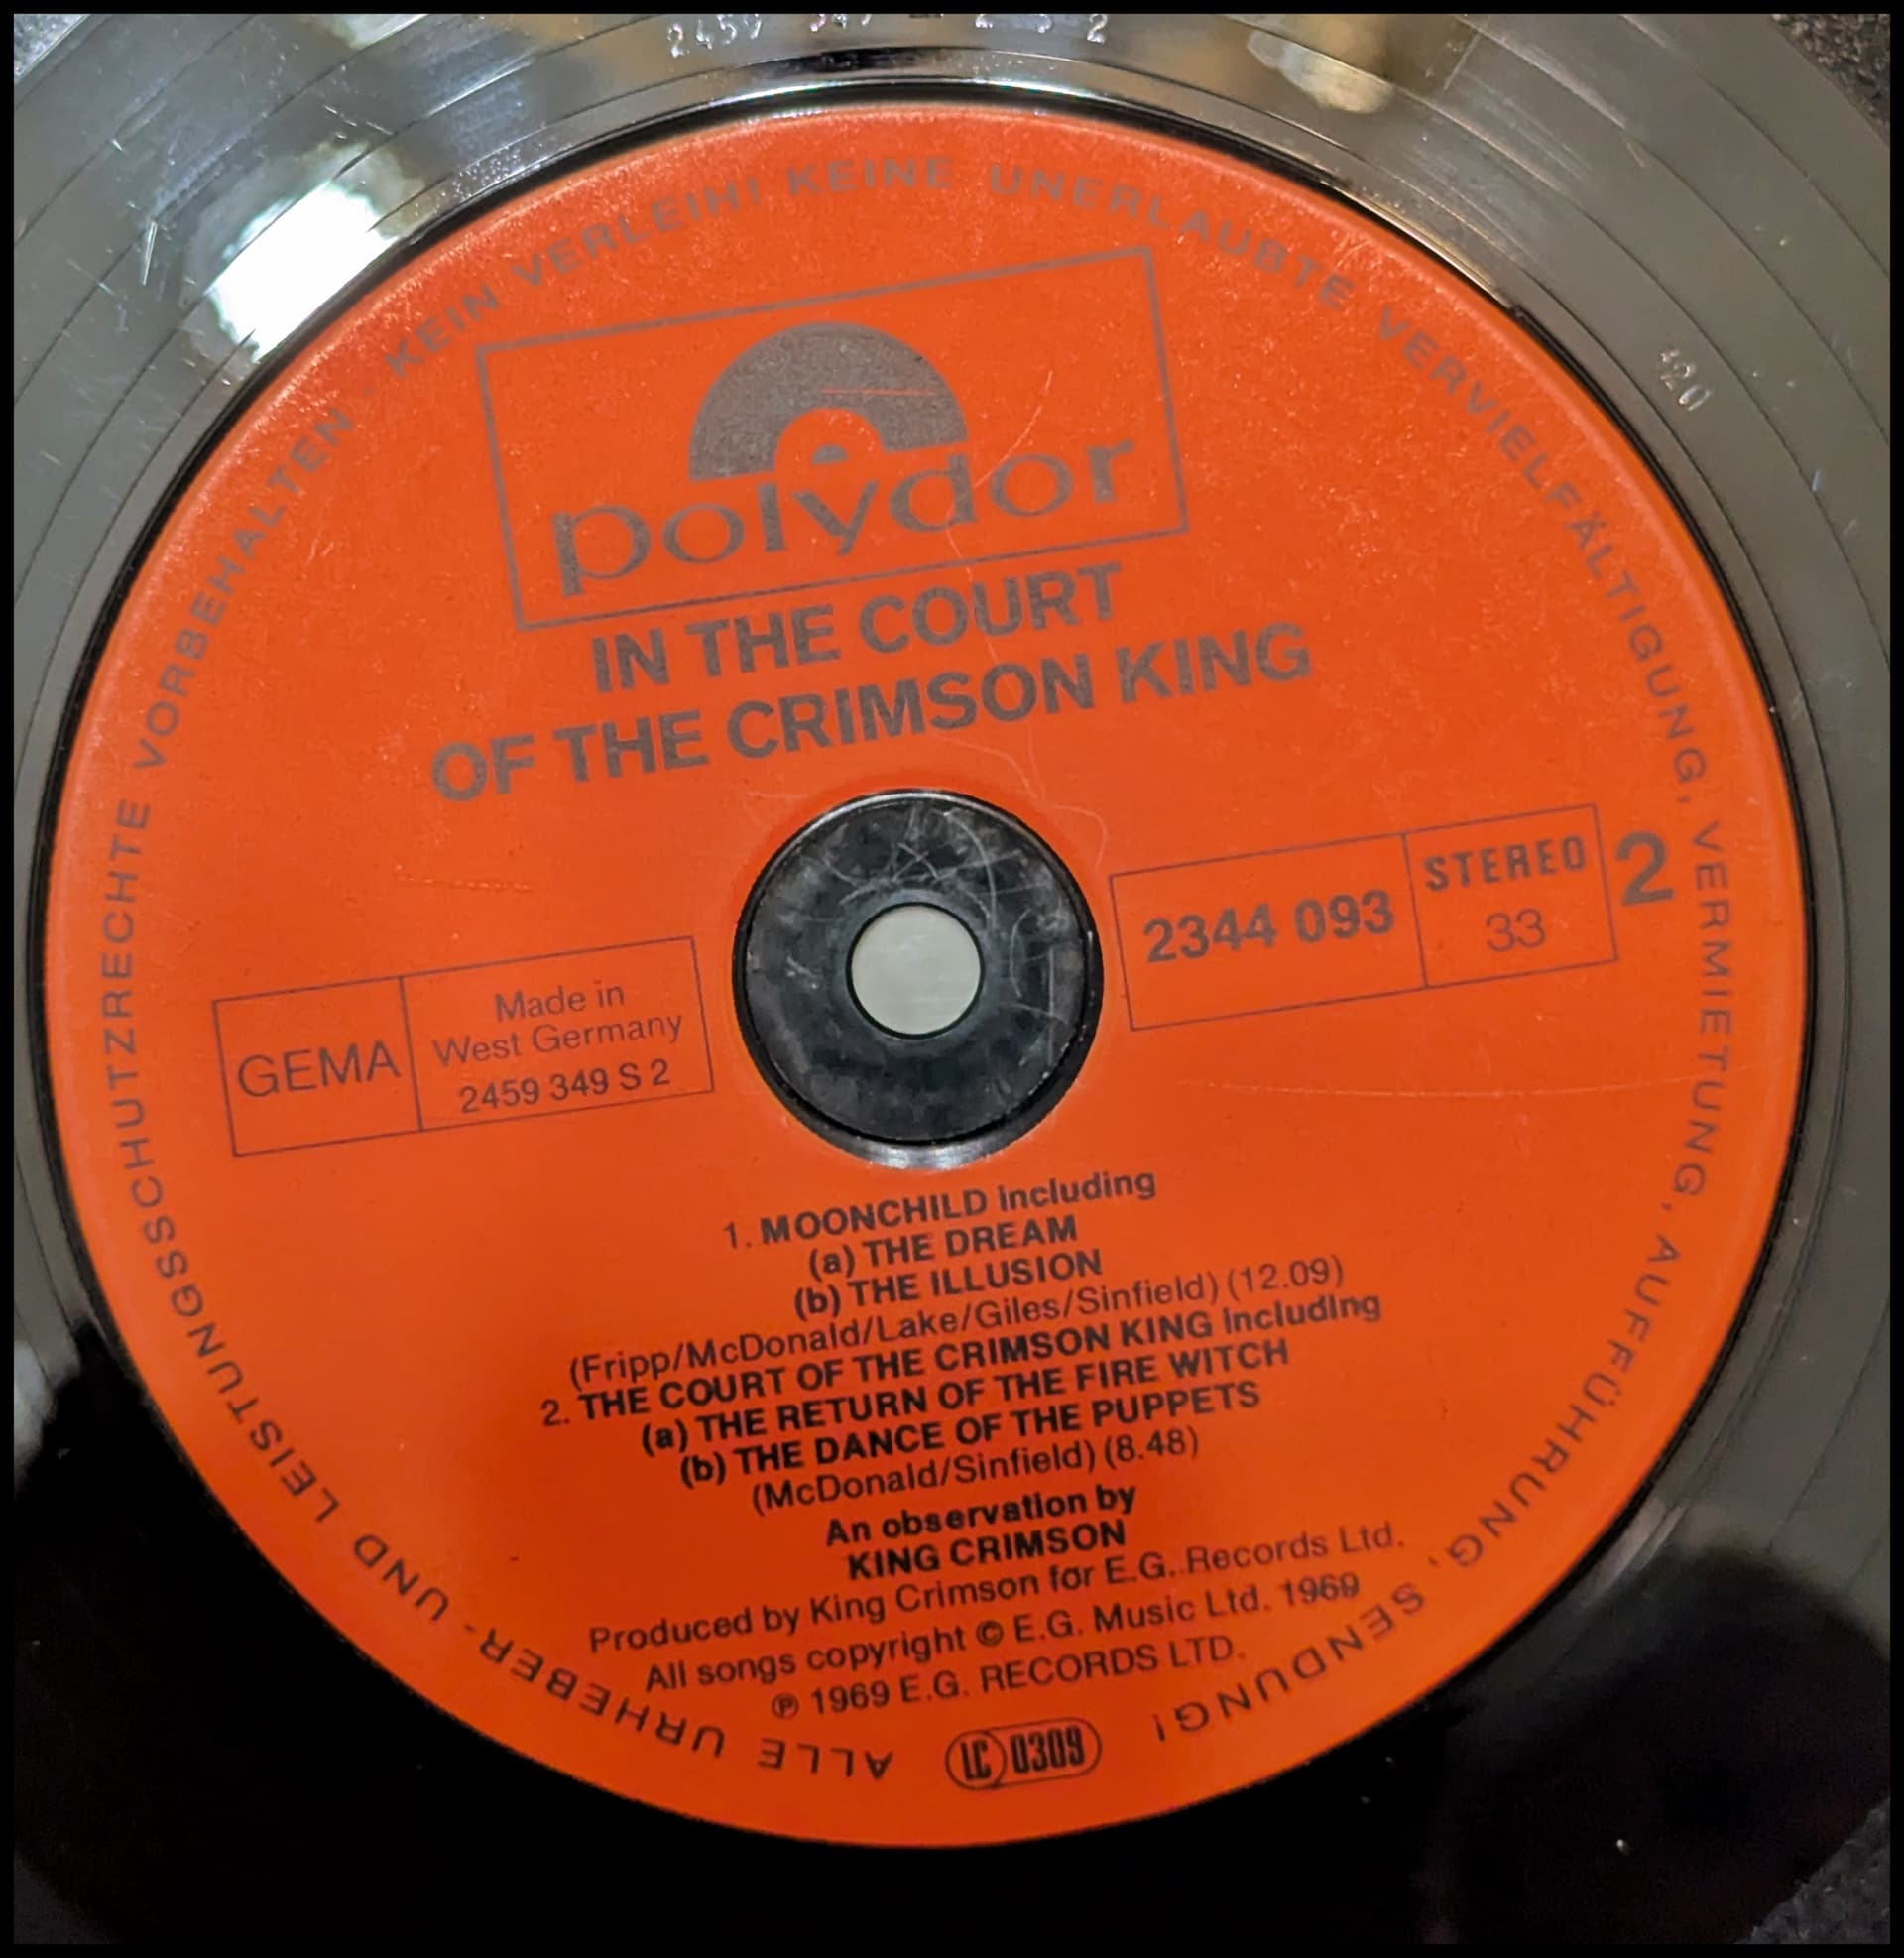 2459
2
420
ALLE URHEBER- UND LEISTUNGSSCHUTZRECHTE VORBEHALTEN · KEIN VERLEIH! KEINE UNERLAUBTE VERVIELFÄLTIGUNG, VERMIETUNG, AUFFÜHRUNG, SENDUNG!
polydor
IN THE COURT
OF THE CRIMSON KING
2344 093
STEREO
33
2
GEMA
Made in
West Germany
2459 349 S 2
1. MOONCHILD including
(a) THE DREAM
(b) THE ILLUSION
(Fripp/McDonald/Lake/Giles/Sinfield) (12.09)
2. THE COURT OF THE CRIMSON KING including
(a) THE RETURN OF THE FIRE WITCH
(b) THE DANCE OF THE PUPPETS
(McDonald/Sinfield) (8.48)
An observation by
KING CRIMSON
Produced by King Crimson for E.G. Records Ltd.
All songs copyright © E.G. Music Ltd. 1969
℗ 1969 E.G. RECORDS LTD.
LC 0309